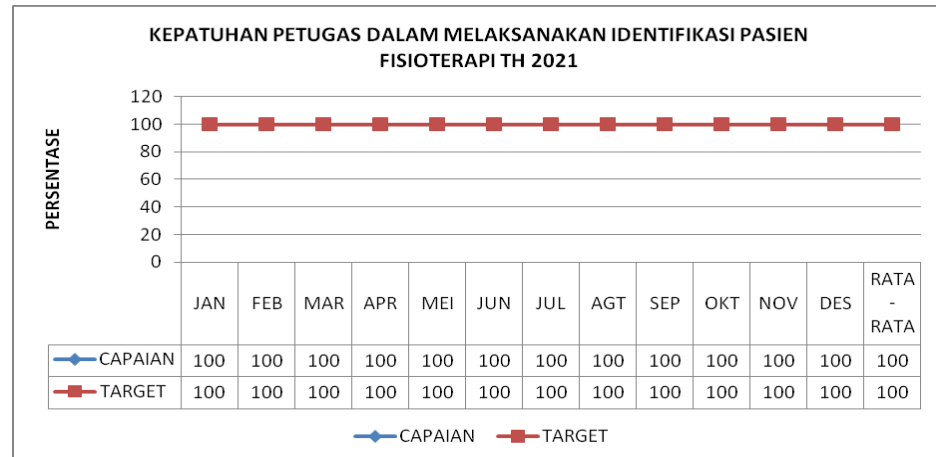 KEPATUHAN PETUGAS DALAM MELAKSANAKAN IDENTIFIKASI PASIEN
FISIOTERAPI TH 2021
PERSENTASE
120
100
80
60
40
20
0
JAN FEB MAR APR MEI JUN JUL AGT SEP OKT NOV DES RATA - RATA
CAPAIAN 100 100 100 100 100 100 100 100 100 100 100 100 100
TARGET 100 100 100 100 100 100 100 100 100 100 100 100 100
CAPAIAN TARGET